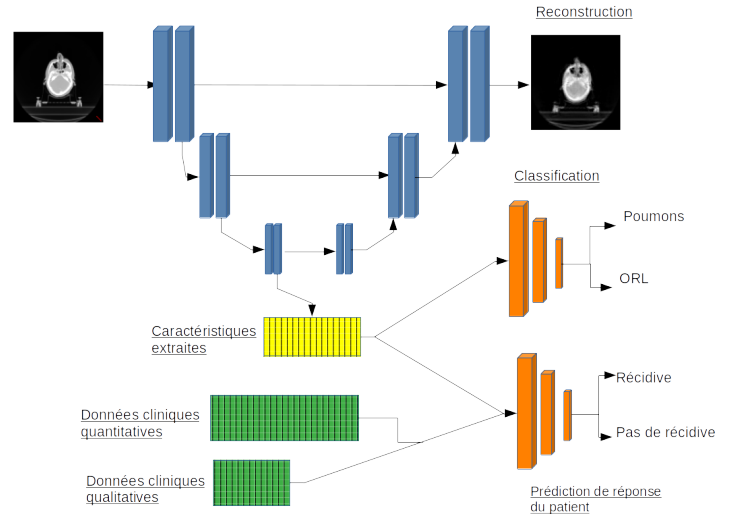 Reconstruction
Classification
Poumons
ORL
Caractéristiques
extraites
Récidive
Données cliniques
quantitatives
Pas de récidive
Données cliniques
qualitatives
Prédiction de réponse
du patient